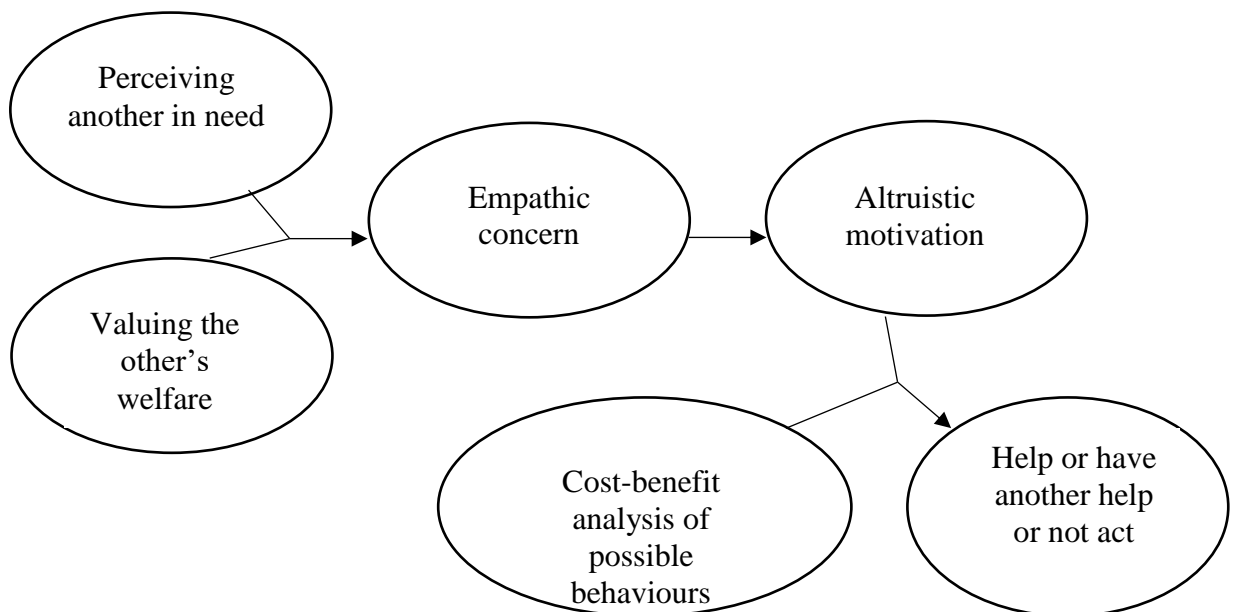 Perceiving
another in need
Empathic
concern
Altruistic
motivation
Valuing the
other’s
welfare
Cost-benefit
analysis of
possible
behaviours
Help or have
another help
or not act